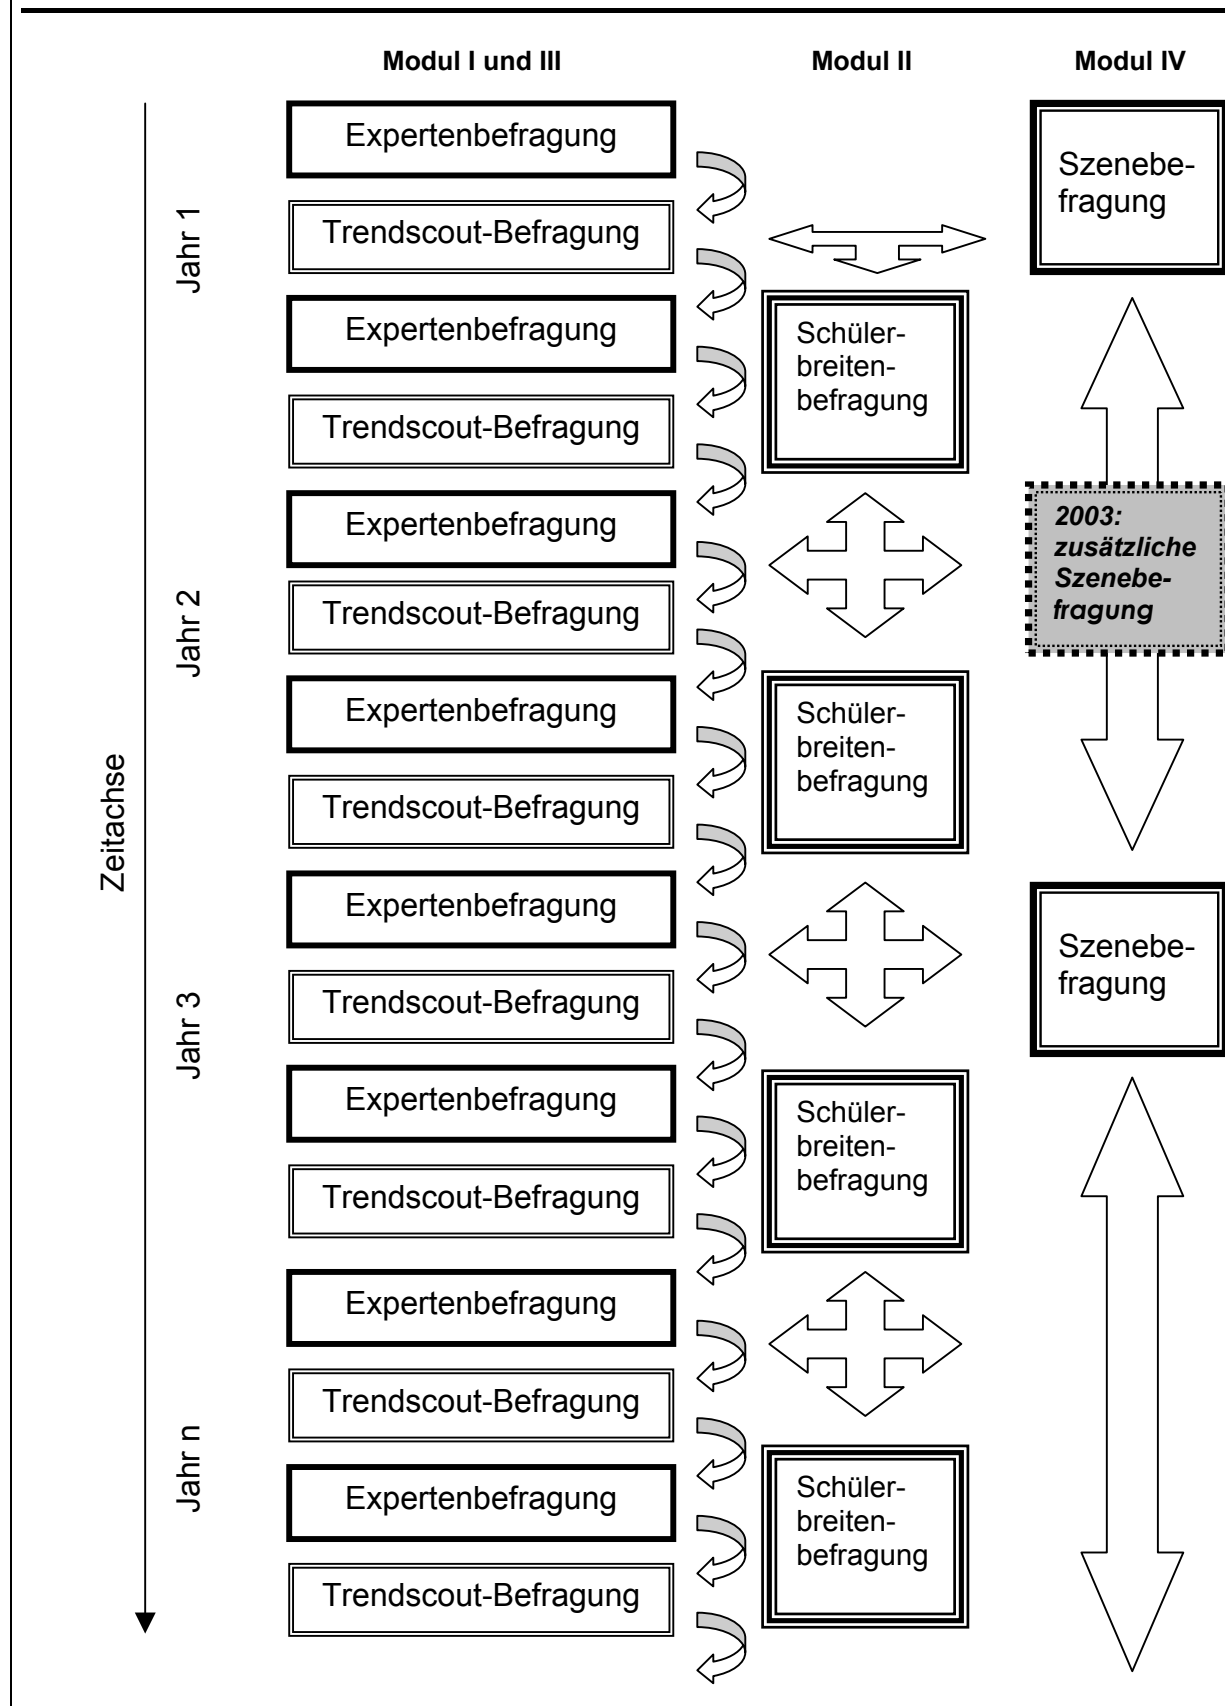 Modul I und III
Modul II
Modul IV
Zeitachse
Jahr 1
Jahr 2
Jahr 3
Jahr n
Expertenbefragung
Trendscout-Befragung
Expertenbefragung
Trendscout-Befragung
Expertenbefragung
Trendscout-Befragung
Expertenbefragung
Trendscout-Befragung
Expertenbefragung
Trendscout-Befragung
Expertenbefragung
Trendscout-Befragung
Expertenbefragung
Trendscout-Befragung
Expertenbefragung
Trendscout-Befragung
Schüler-
breiten-
befragung
Schüler-
breiten-
befragung
Schüler-
breiten-
befragung
Schüler-
breiten-
befragung
Szenebe-
fragung
2003:
zusätzliche
Szenebe-
fragung
Szenebe-
fragung